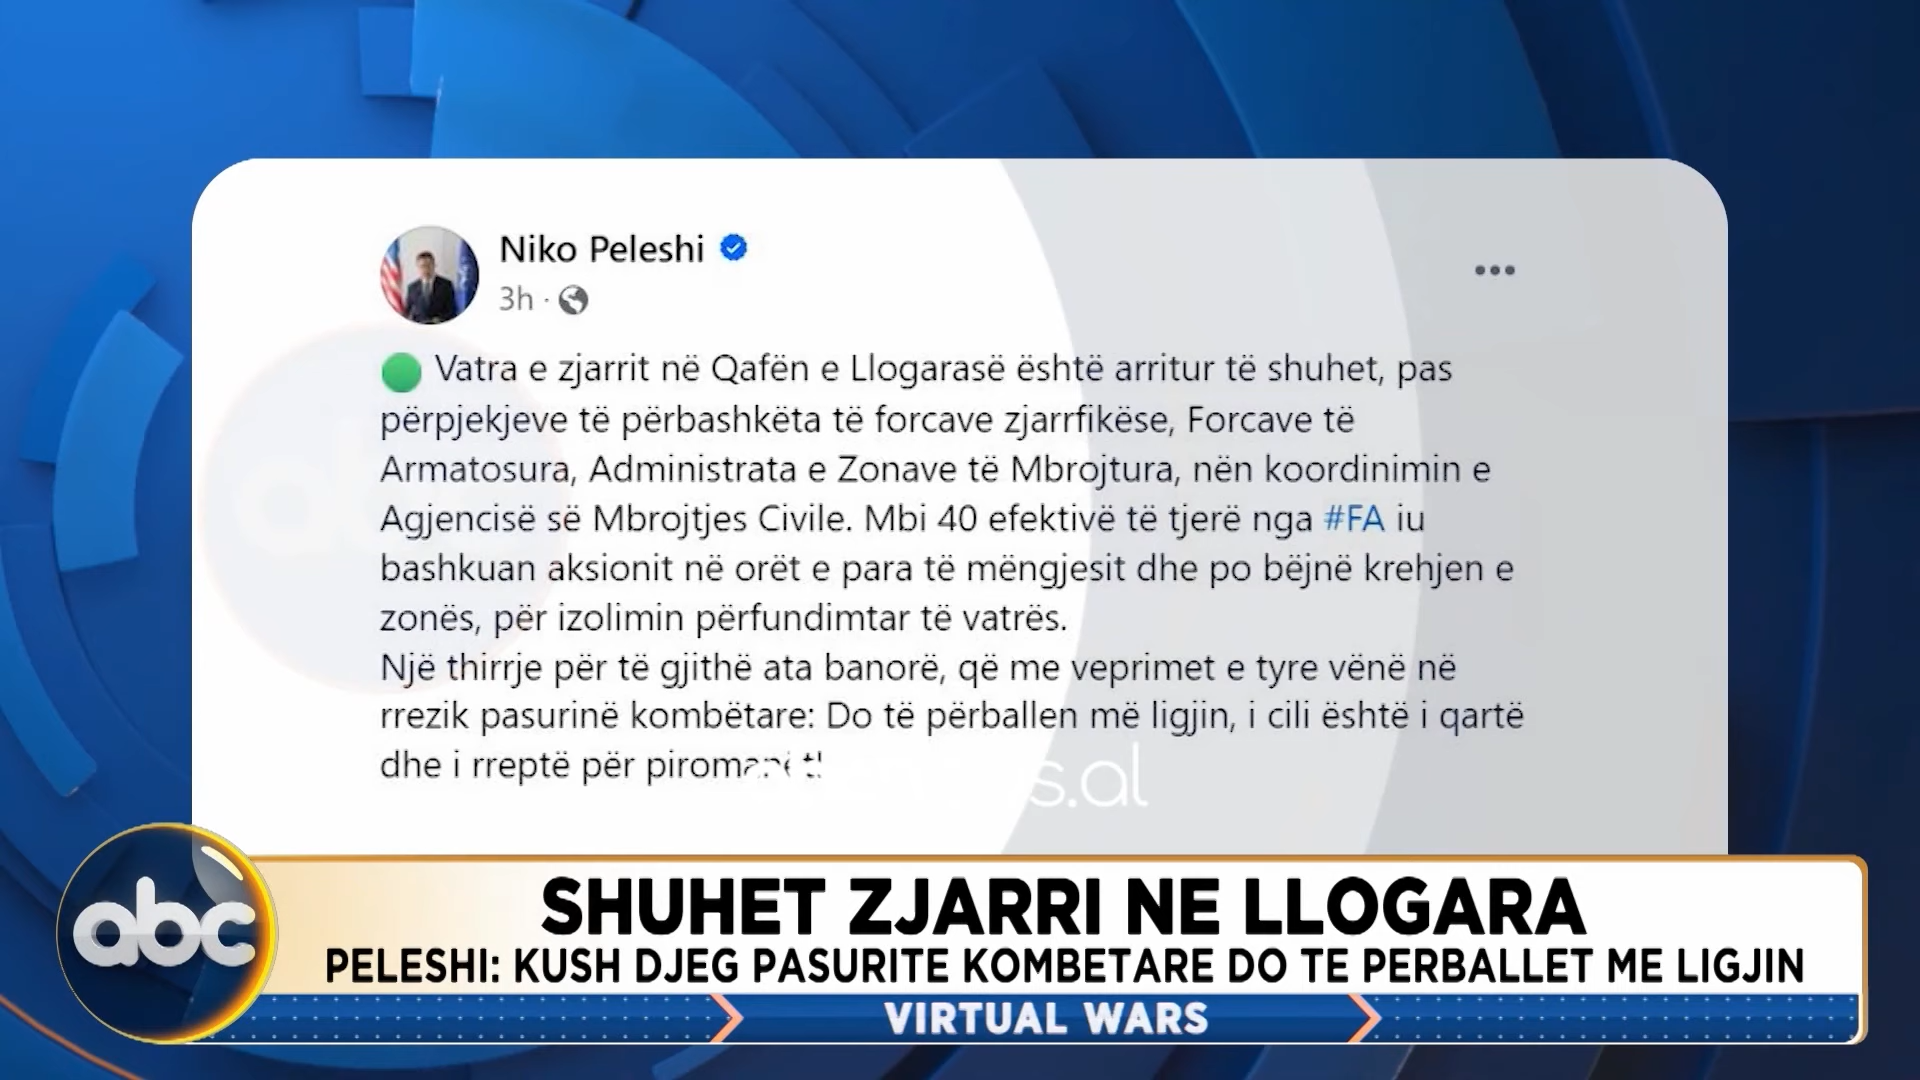 Niko Peleshi
3h ·
Vatra e zjarrit në Qafën e Llogarasë është arritur të shuhet, pas
përpjekjeve të përbashkëta të forcave zjarrfikëse, Forcave të
Armatosura, Administrata e Zonave të Mbrojtura, nën koordinimin e
Agjencisë së Mbrojtjes Civile. Mbi 40 efektivë të tjerë nga #FA iu
bashkuan aksionit në orët e para të mëngjesit dhe po bëjnë krehjen e
zonës, për izolimin përfundimtar të vatrës.
Një thirrje për të gjithë ata banorë, që me veprimet e tyre vënë në
rrezik pasurinë kombëtare: Do të përballen më ligjin, i cili është i qartë
dhe i rreptë për
abc
SHUHET ZJARRI NE LLOGARA
PELESHI: KUSH DJEG PASURITE KOMBETARE DO TE PERBALLET ME LIGJIN
VIRTUAL WARS